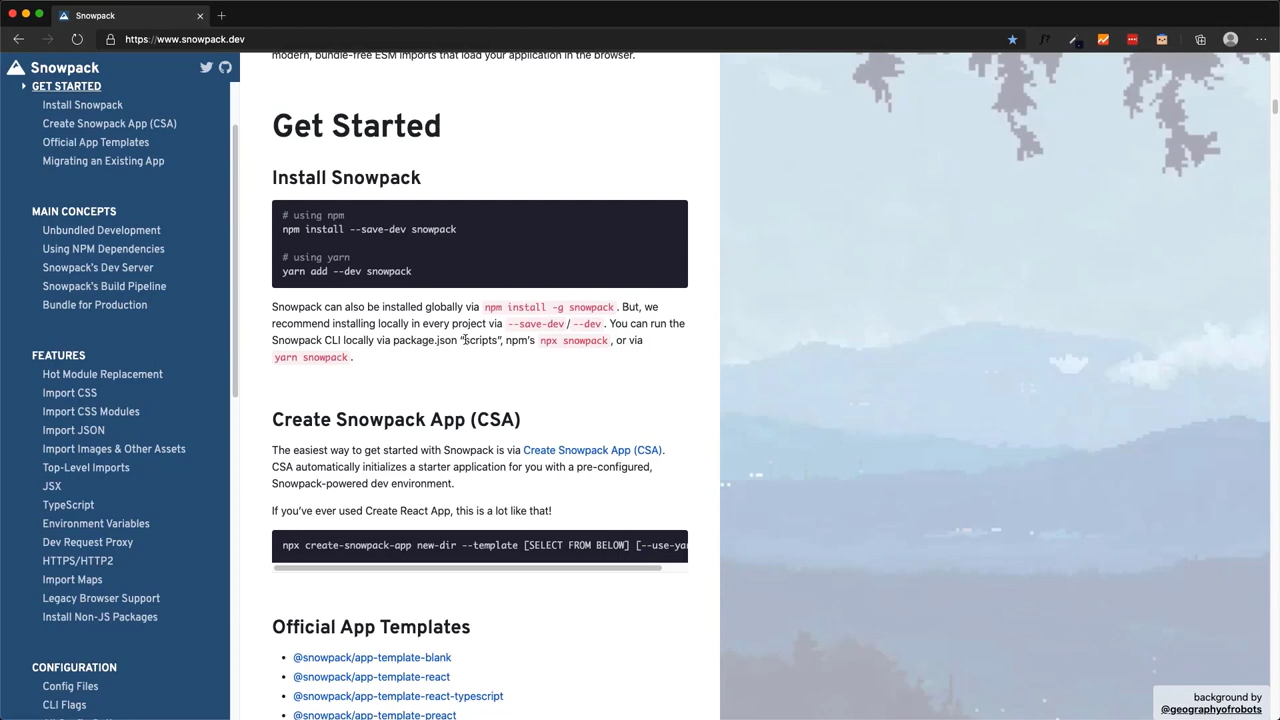 Snowpack
https://www.snowpack.dev
Snowpack
GET STARTED
Install Snowpack
Create Snowpack App (CSA)
Official App Templates
Migrating an Existing App
MAIN CONCEPTS
Unbundled Development
Using NPM Dependencies
Snowpack's Dev Server
Snowpack's Build Pipeline
Bundle for Production
FEATURES
Hot Module Replacement
Import CSS
Import CSS Modules
Import JSON
Import Images & Other Assets
Top-Level Imports
JSX
TypeScript
Environment Variables
Dev Request Proxy
HTTPS/HTTP2
Import Maps
Legacy Browser Support
Install Non-JS Packages
CONFIGURATION
Config Files
CLI Flags
modern, bundle-free ESM imports that load your application in the browser.
Get Started
Install Snowpack
# using npm
npm install --save-dev snowpack
# using yarn
yarn add --dev snowpack
Snowpack can also be installed globally via npm install -g snowpack. But, we
recommend installing locally in every project via --save-dev/--dev. You can run the
Snowpack CLI locally via package.json “scripts”, npm's npx snowpack, or via
yarn snowpack.
Create Snowpack App (CSA)
The easiest way to get started with Snowpack is via Create Snowpack App (CSA).
CSA automatically initializes a starter application for you with a pre-configured,
Snowpack-powered dev environment.
If you've ever used Create React App, this is a lot like that!
npx create-snowpack-app new-dir --template [SELECT FROM BELOW] [--use-yar
Official App Templates
@snowpack/app-template-blank
@snowpack/app-template-react
@snowpack/app-template-react-typescript
@snowpack/app-template-preact
background by
@geographyofrobots